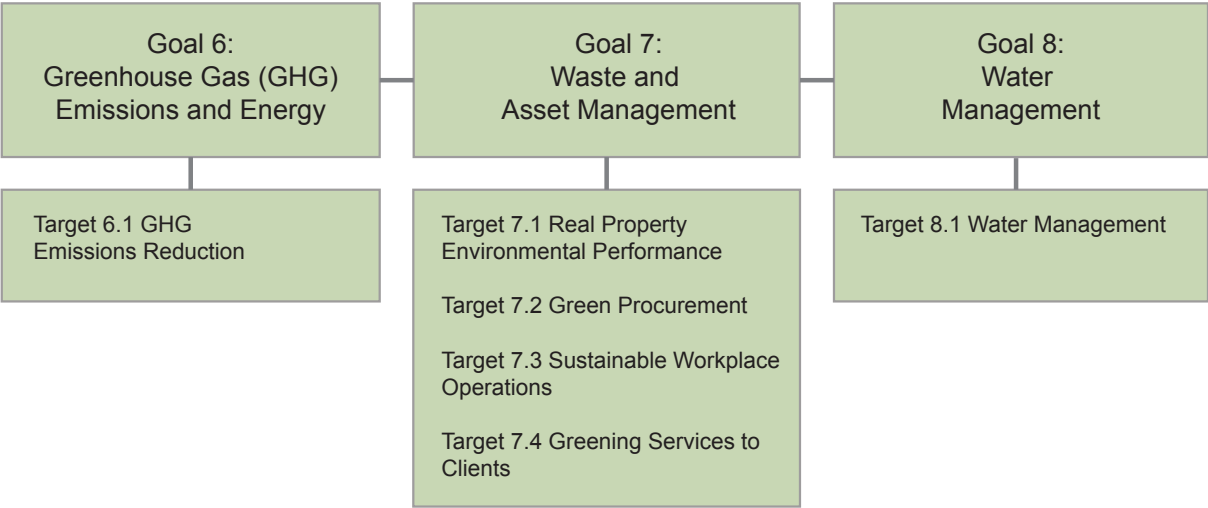 Goal 6:
Greenhouse Gas (GHG)
Emissions and Energy
Goal 7:
Waste and
Asset Management
Goal 8:
Water
Management
Target 6.1 GHG
Emissions Reduction
Target 7.1 Real Property
Environmental Performance
Target 7.2 Green Procurement
Target 7.3 Sustainable Workplace
Operations
Target 7.4 Greening Services to
Clients
Target 8.1 Water Management